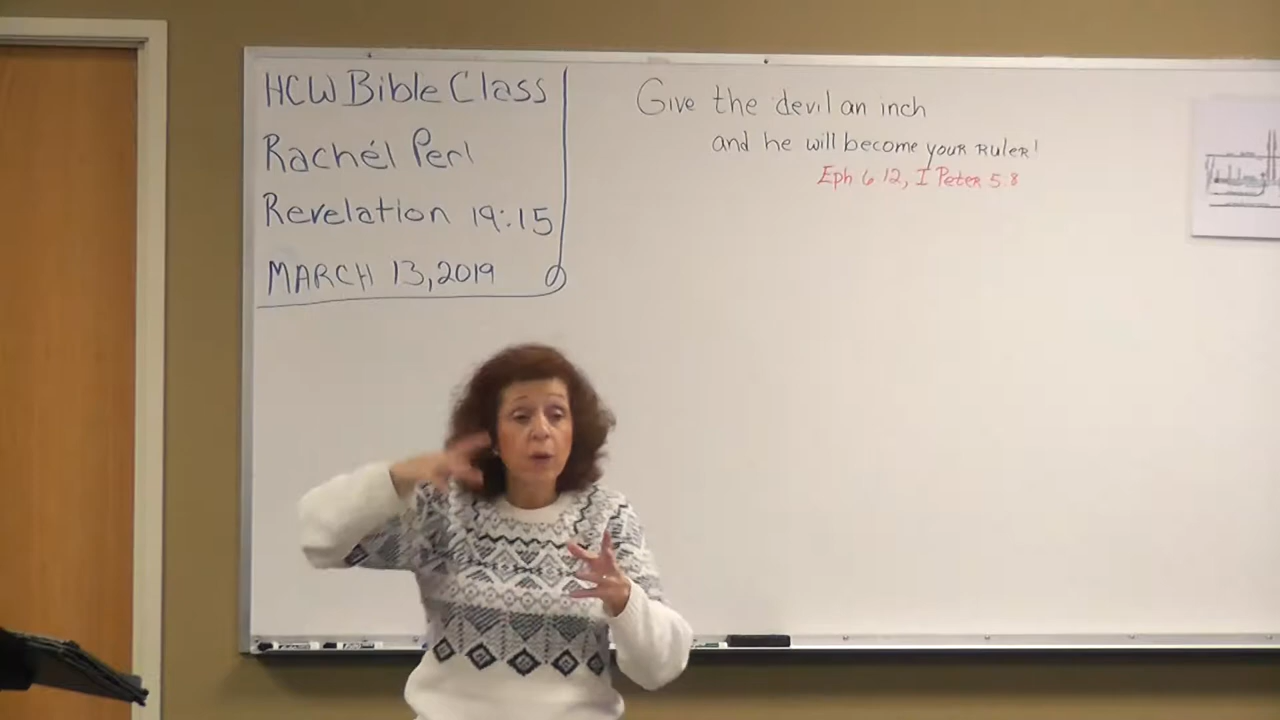 HCW Bible Class
Rachél Perl
Revelation 19:15
MARCH 13, 2019
Give the devil an inch
and he will become your RuleR!
Eph 6.12, I Peter 5.8